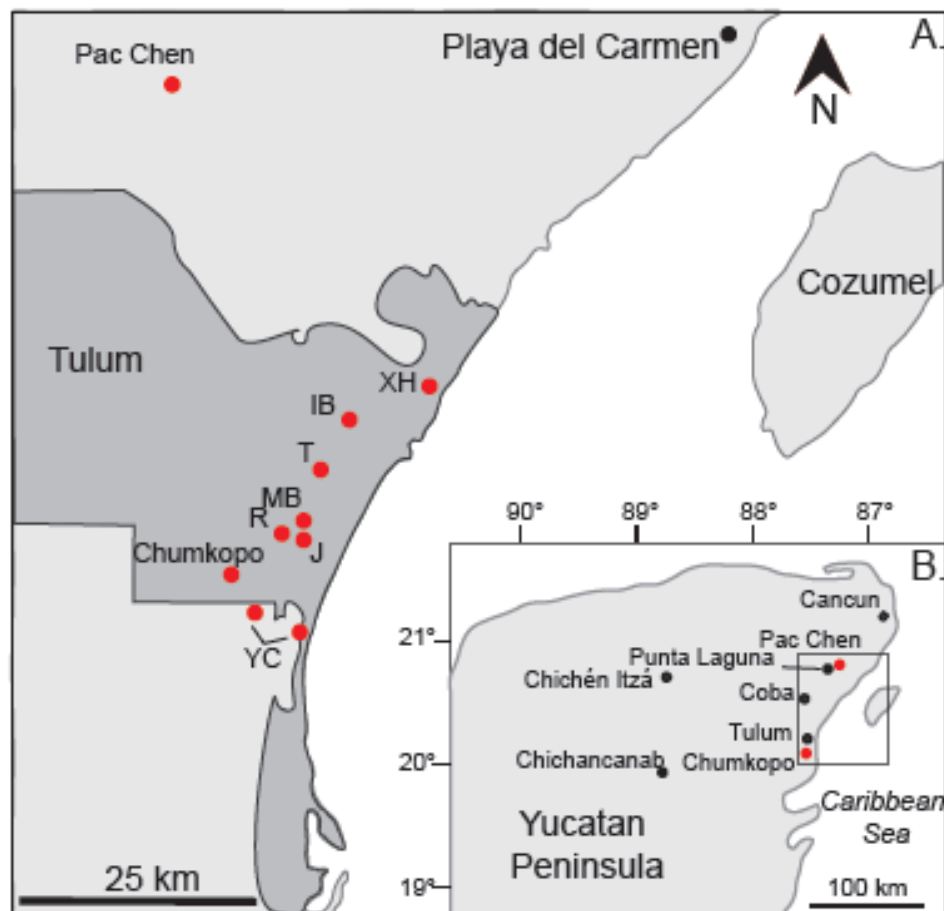 A.
Playa del Carmen
Pac Chen
N
Cozumel
Tulum
XH
IB
T
MB
R
J
Chumkopo
YC
25 km
90° 89° 88° 87°
B.
21°
20°
19°
Cancun
Pac Chen
Punta Laguna
Chichén Itzá
Coba
Tulum
Chichancanab
Chumkopo
Caribbean
Sea
Yucatan
Peninsula
100 km